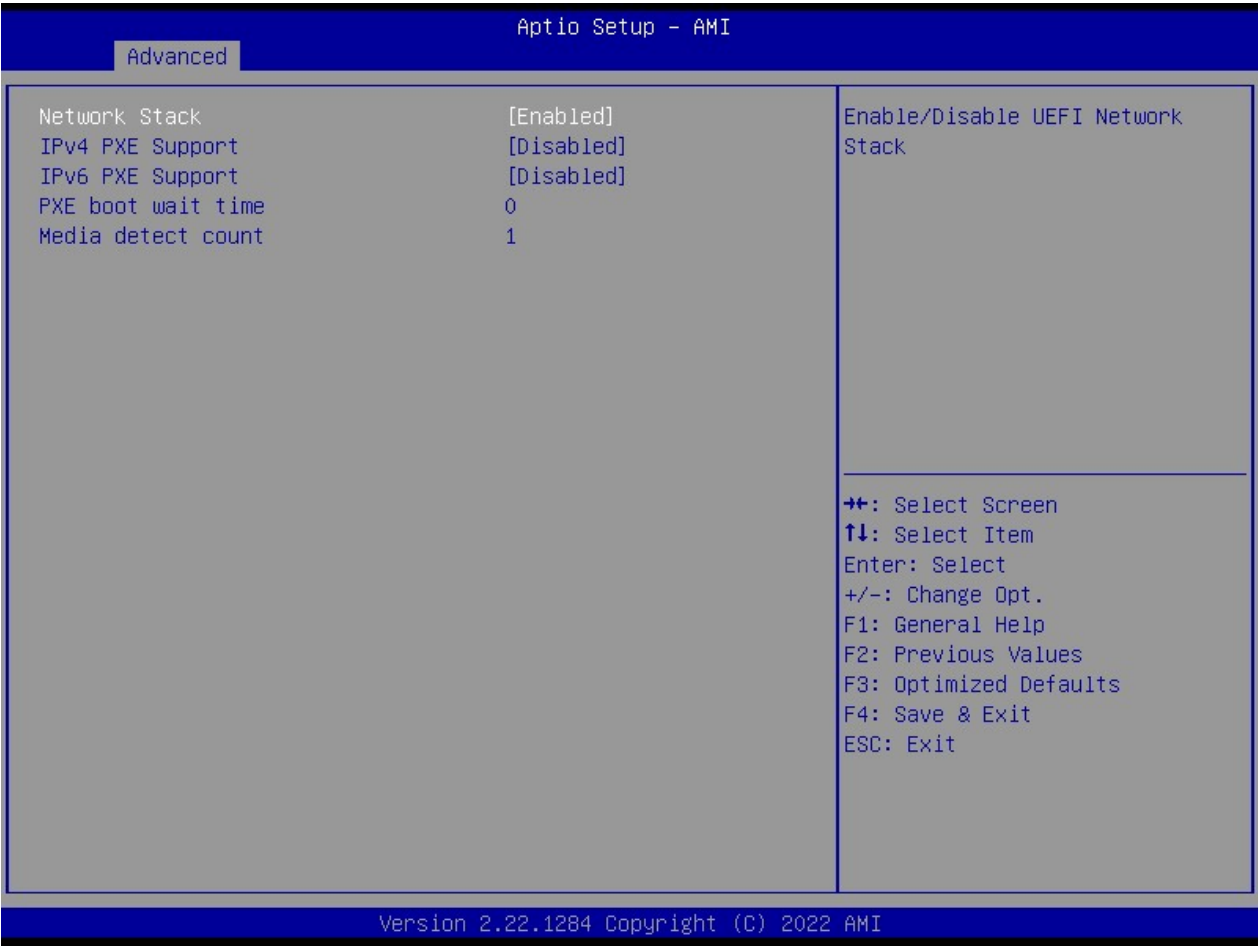 Aptio Setup – AMI
Advanced
Network Stack [Enabled]
IPv4 PXE Support [Disabled]
IPv6 PXE Support [Disabled]
PXE boot wait time 0
Media detect count 1
Enable/Disable UEFI Network
Stack
→←: Select Screen
↑↓: Select Item
Enter: Select
+/-: Change Opt.
F1: General Help
F2: Previous Values
F3: Optimized Defaults
F4: Save & Exit
ESC: Exit
Version 2.22.1284 Copyright (C) 2022 AMI